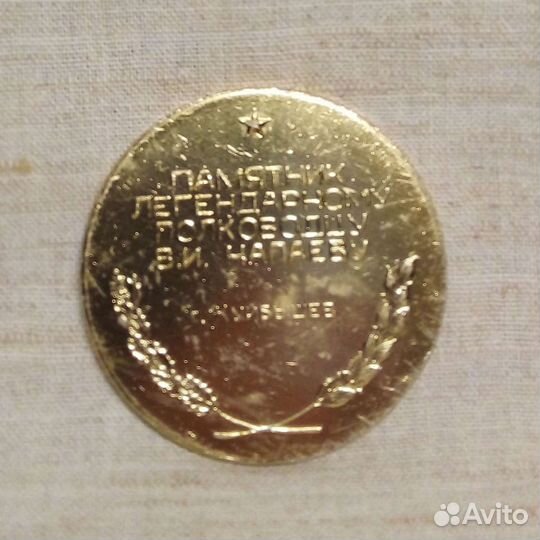 ПАМЯТНИК
ЛЕГЕНДАРНОМУ
ПОЛКОВОДЦУ
В.И. ЧАПАЕВУ
КУЙБЫШЕВ
Avito